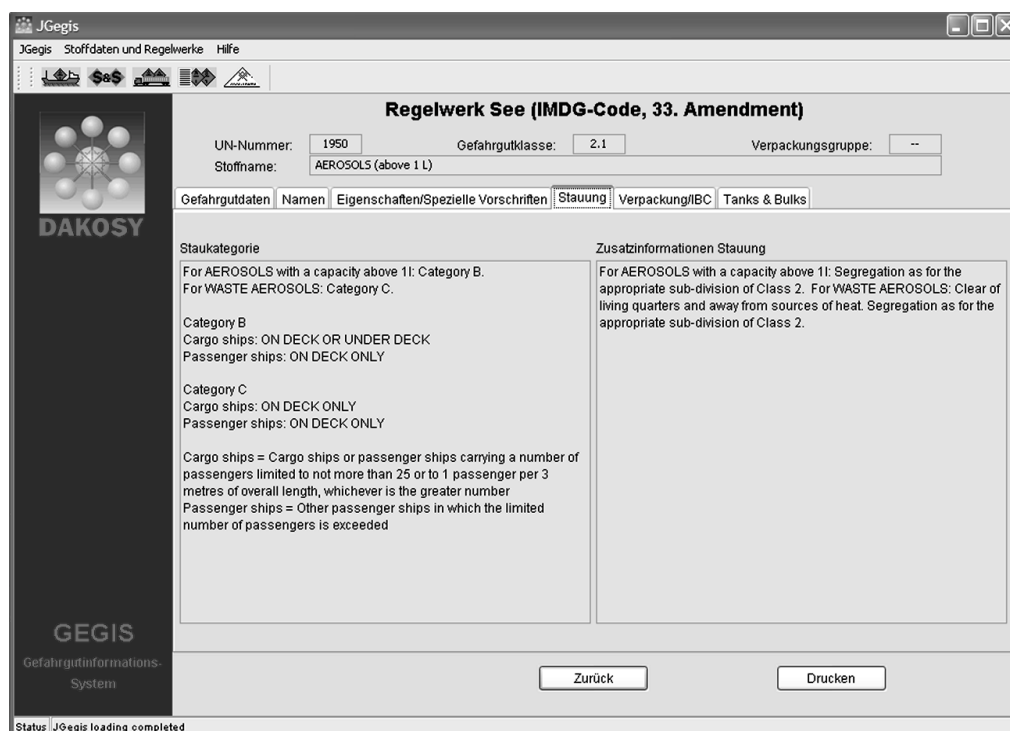 JGegis
JGegis Stoffdaten und Regelwerke Hilfe
S&S
Regelwerk See (IMDG-Code, 33. Amendment)
UN-Nummer: 1950 Gefahrgutklasse: 2.1 Verpackungsgruppe: --
Stoffname: AEROSOLS (above 1 L)
Gefahrgutdaten Namen Eigenschaften/Spezielle Vorschriften Stauung Verpackung/IBC Tanks & Bulks
DAKOSY
Staukategorie
For AEROSOLS with a capacity above 1l: Category B.
For WASTE AEROSOLS: Category C.
Category B
Cargo ships: ON DECK OR UNDER DECK
Passenger ships: ON DECK ONLY
Category C
Cargo ships: ON DECK ONLY
Passenger ships: ON DECK ONLY
Cargo ships = Cargo ships or passenger ships carrying a number of
passengers limited to not more than 25 or to 1 passenger per 3
metres of overall length, whichever is the greater number
Passenger ships = Other passenger ships in which the limited
number of passengers is exceeded
Zusatzinformationen Stauung
For AEROSOLS with a capacity above 1l: Segregation as for the
appropriate sub-division of Class 2. For WASTE AEROSOLS: Clear of
living quarters and away from sources of heat. Segregation as for the
appropriate sub-division of Class 2.
GEGIS
Gefahrgutinformations-
System
Zurück Drucken
Status JGegis loading completed